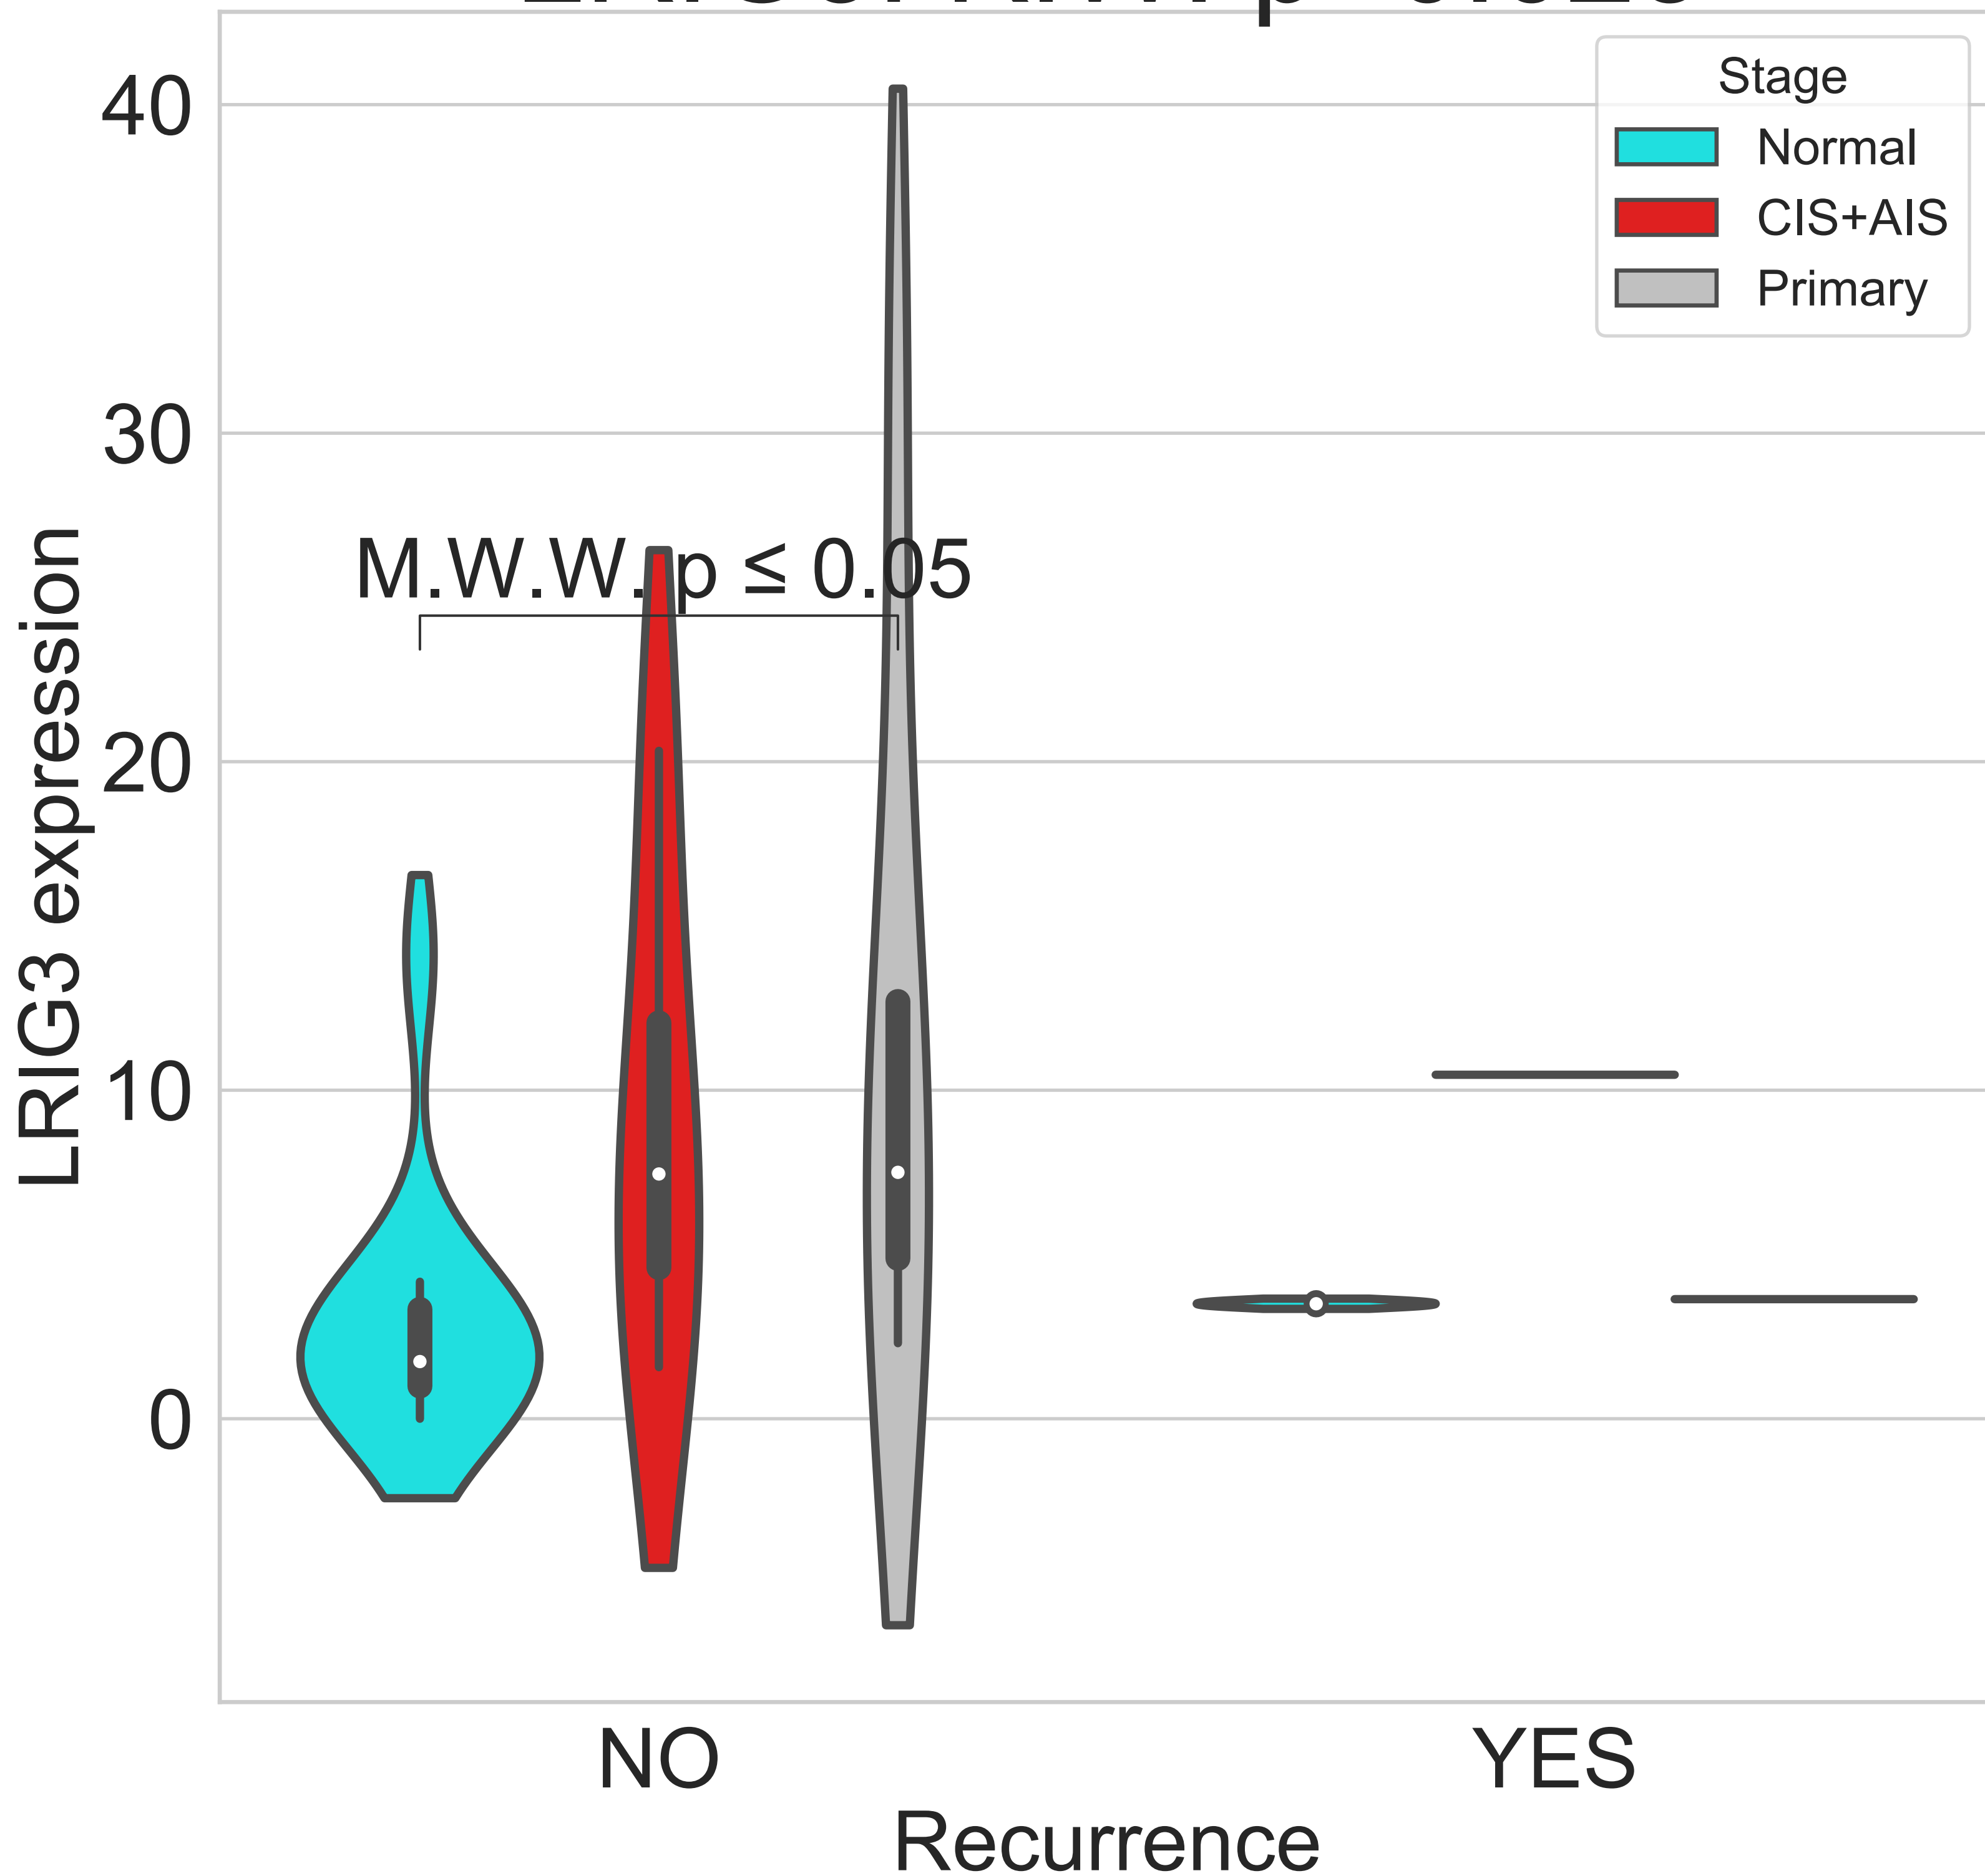 Stage
Normal
CIS+AIS
Primary
40
30
20
10
0
M.W.W. p ≤ 0.05
LRIG3 expression
NO
YES
Recurrence